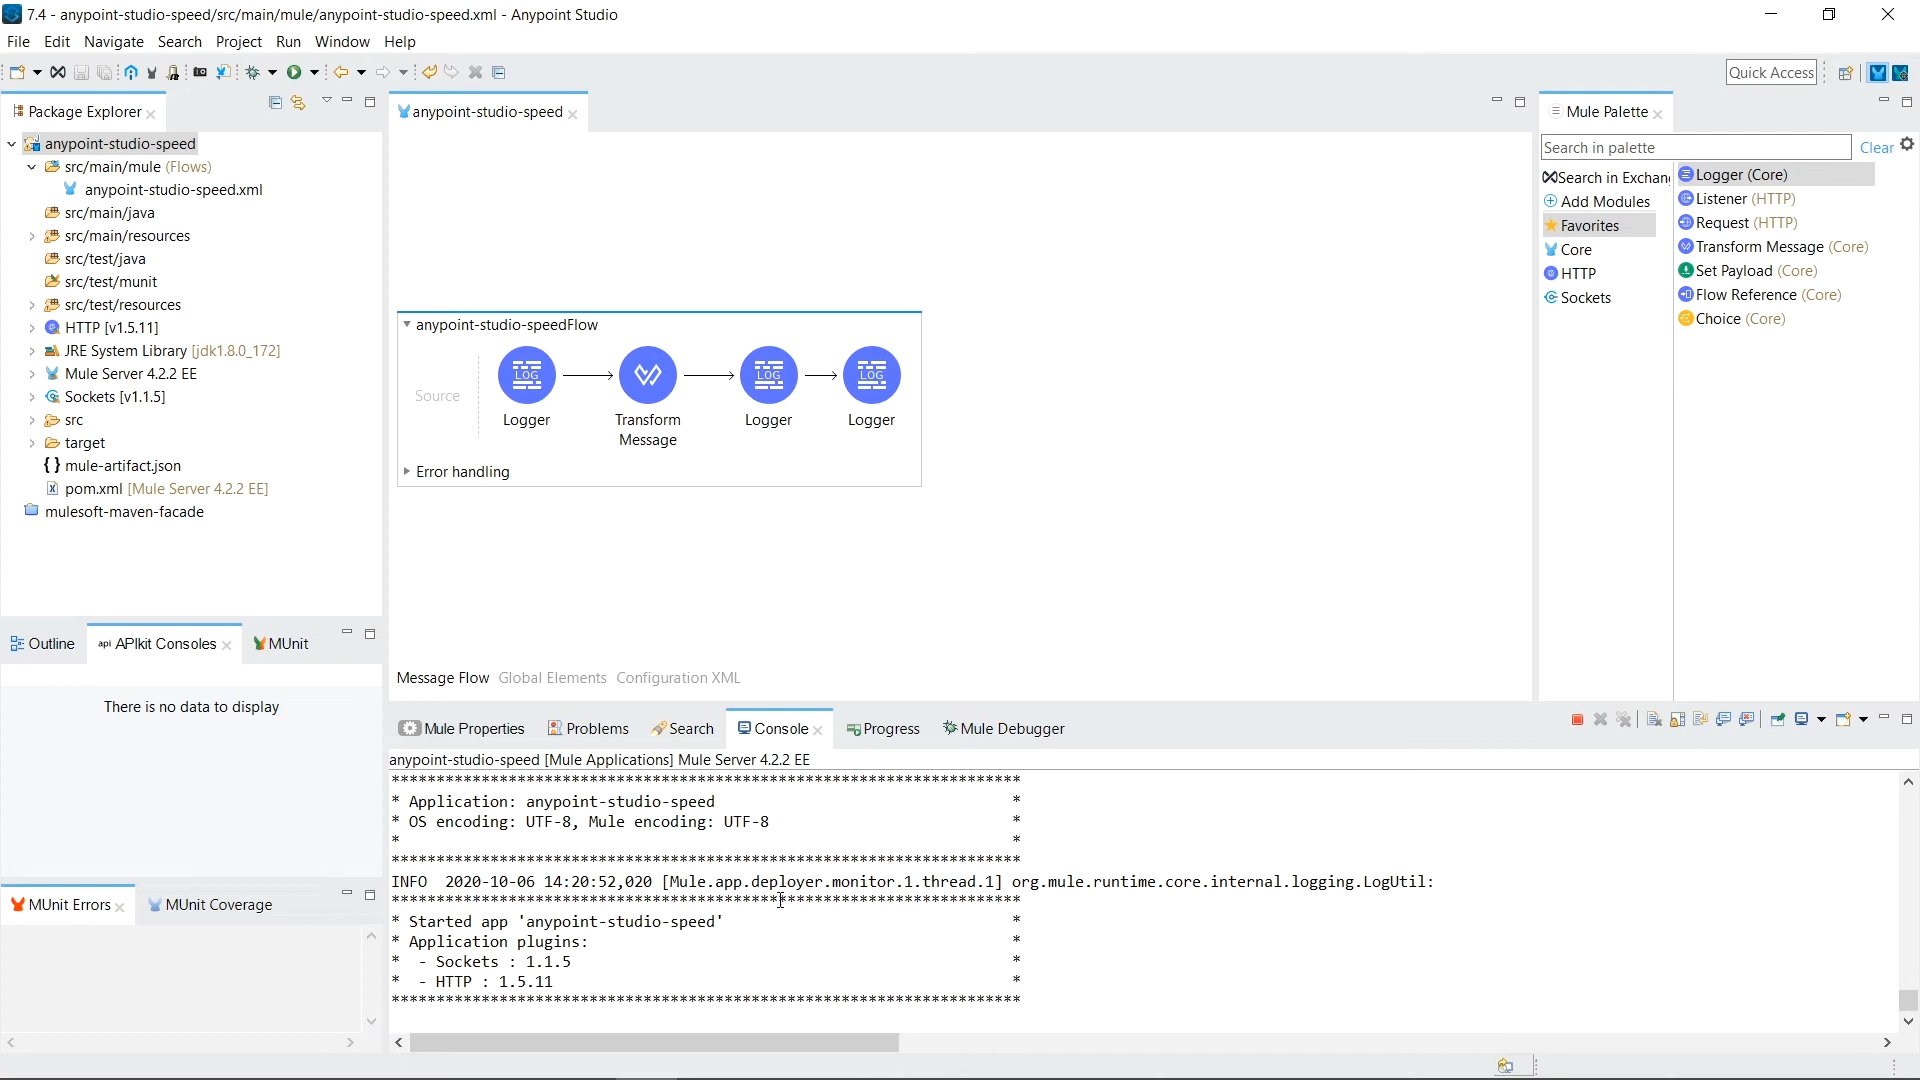 7.4 - anypoint-studio-speed/src/main/mule/anypoint-studio-speed.xml - Anypoint Studio
File Edit Navigate Search Project Run Window Help
Quick Access
Package Explorer
anypoint-studio-speed
src/main/mule (Flows)
anypoint-studio-speed.xml
src/main/java
src/main/resources
src/test/java
src/test/munit
src/test/resources
HTTP [v1.5.11]
JRE System Library [jdk1.8.0_172]
Mule Server 4.2.2 EE
Sockets [v1.1.5]
src
target
mule-artifact.json
pom.xml [Mule Server 4.2.2 EE]
mulesoft-maven-facade
Outline
api APIkit Consoles
MUnit
There is no data to display
MUnit Errors
MUnit Coverage
anypoint-studio-speed
anypoint-studio-speedFlow
Source
LOG
LOG
LOG
Logger
Transform Message
Logger
Logger
Error handling
Message Flow Global Elements Configuration XML
Mule Palette
Search in palette
Clear
Search in Exchan
Add Modules
Favorites
Core
HTTP
Sockets
Logger (Core)
Listener (HTTP)
Request (HTTP)
Transform Message (Core)
Set Payload (Core)
Flow Reference (Core)
Choice (Core)
Mule Properties
Problems
Search
Console
Progress
Mule Debugger
anypoint-studio-speed [Mule Applications] Mule Server 4.2.2 EE
**********************************************************************
* Application: anypoint-studio-speed *
* OS encoding: UTF-8, Mule encoding: UTF-8 *
* *
**********************************************************************
INFO 2020-10-06 14:20:52,020 [Mule.app.deployer.monitor.1.thread.1] org.mule.runtime.core.internal.logging.LogUtil:
**********************************************************************
* Started app 'anypoint-studio-speed' *
* Application plugins: *
* - Sockets : 1.1.5 *
* - HTTP : 1.5.11 *
**********************************************************************